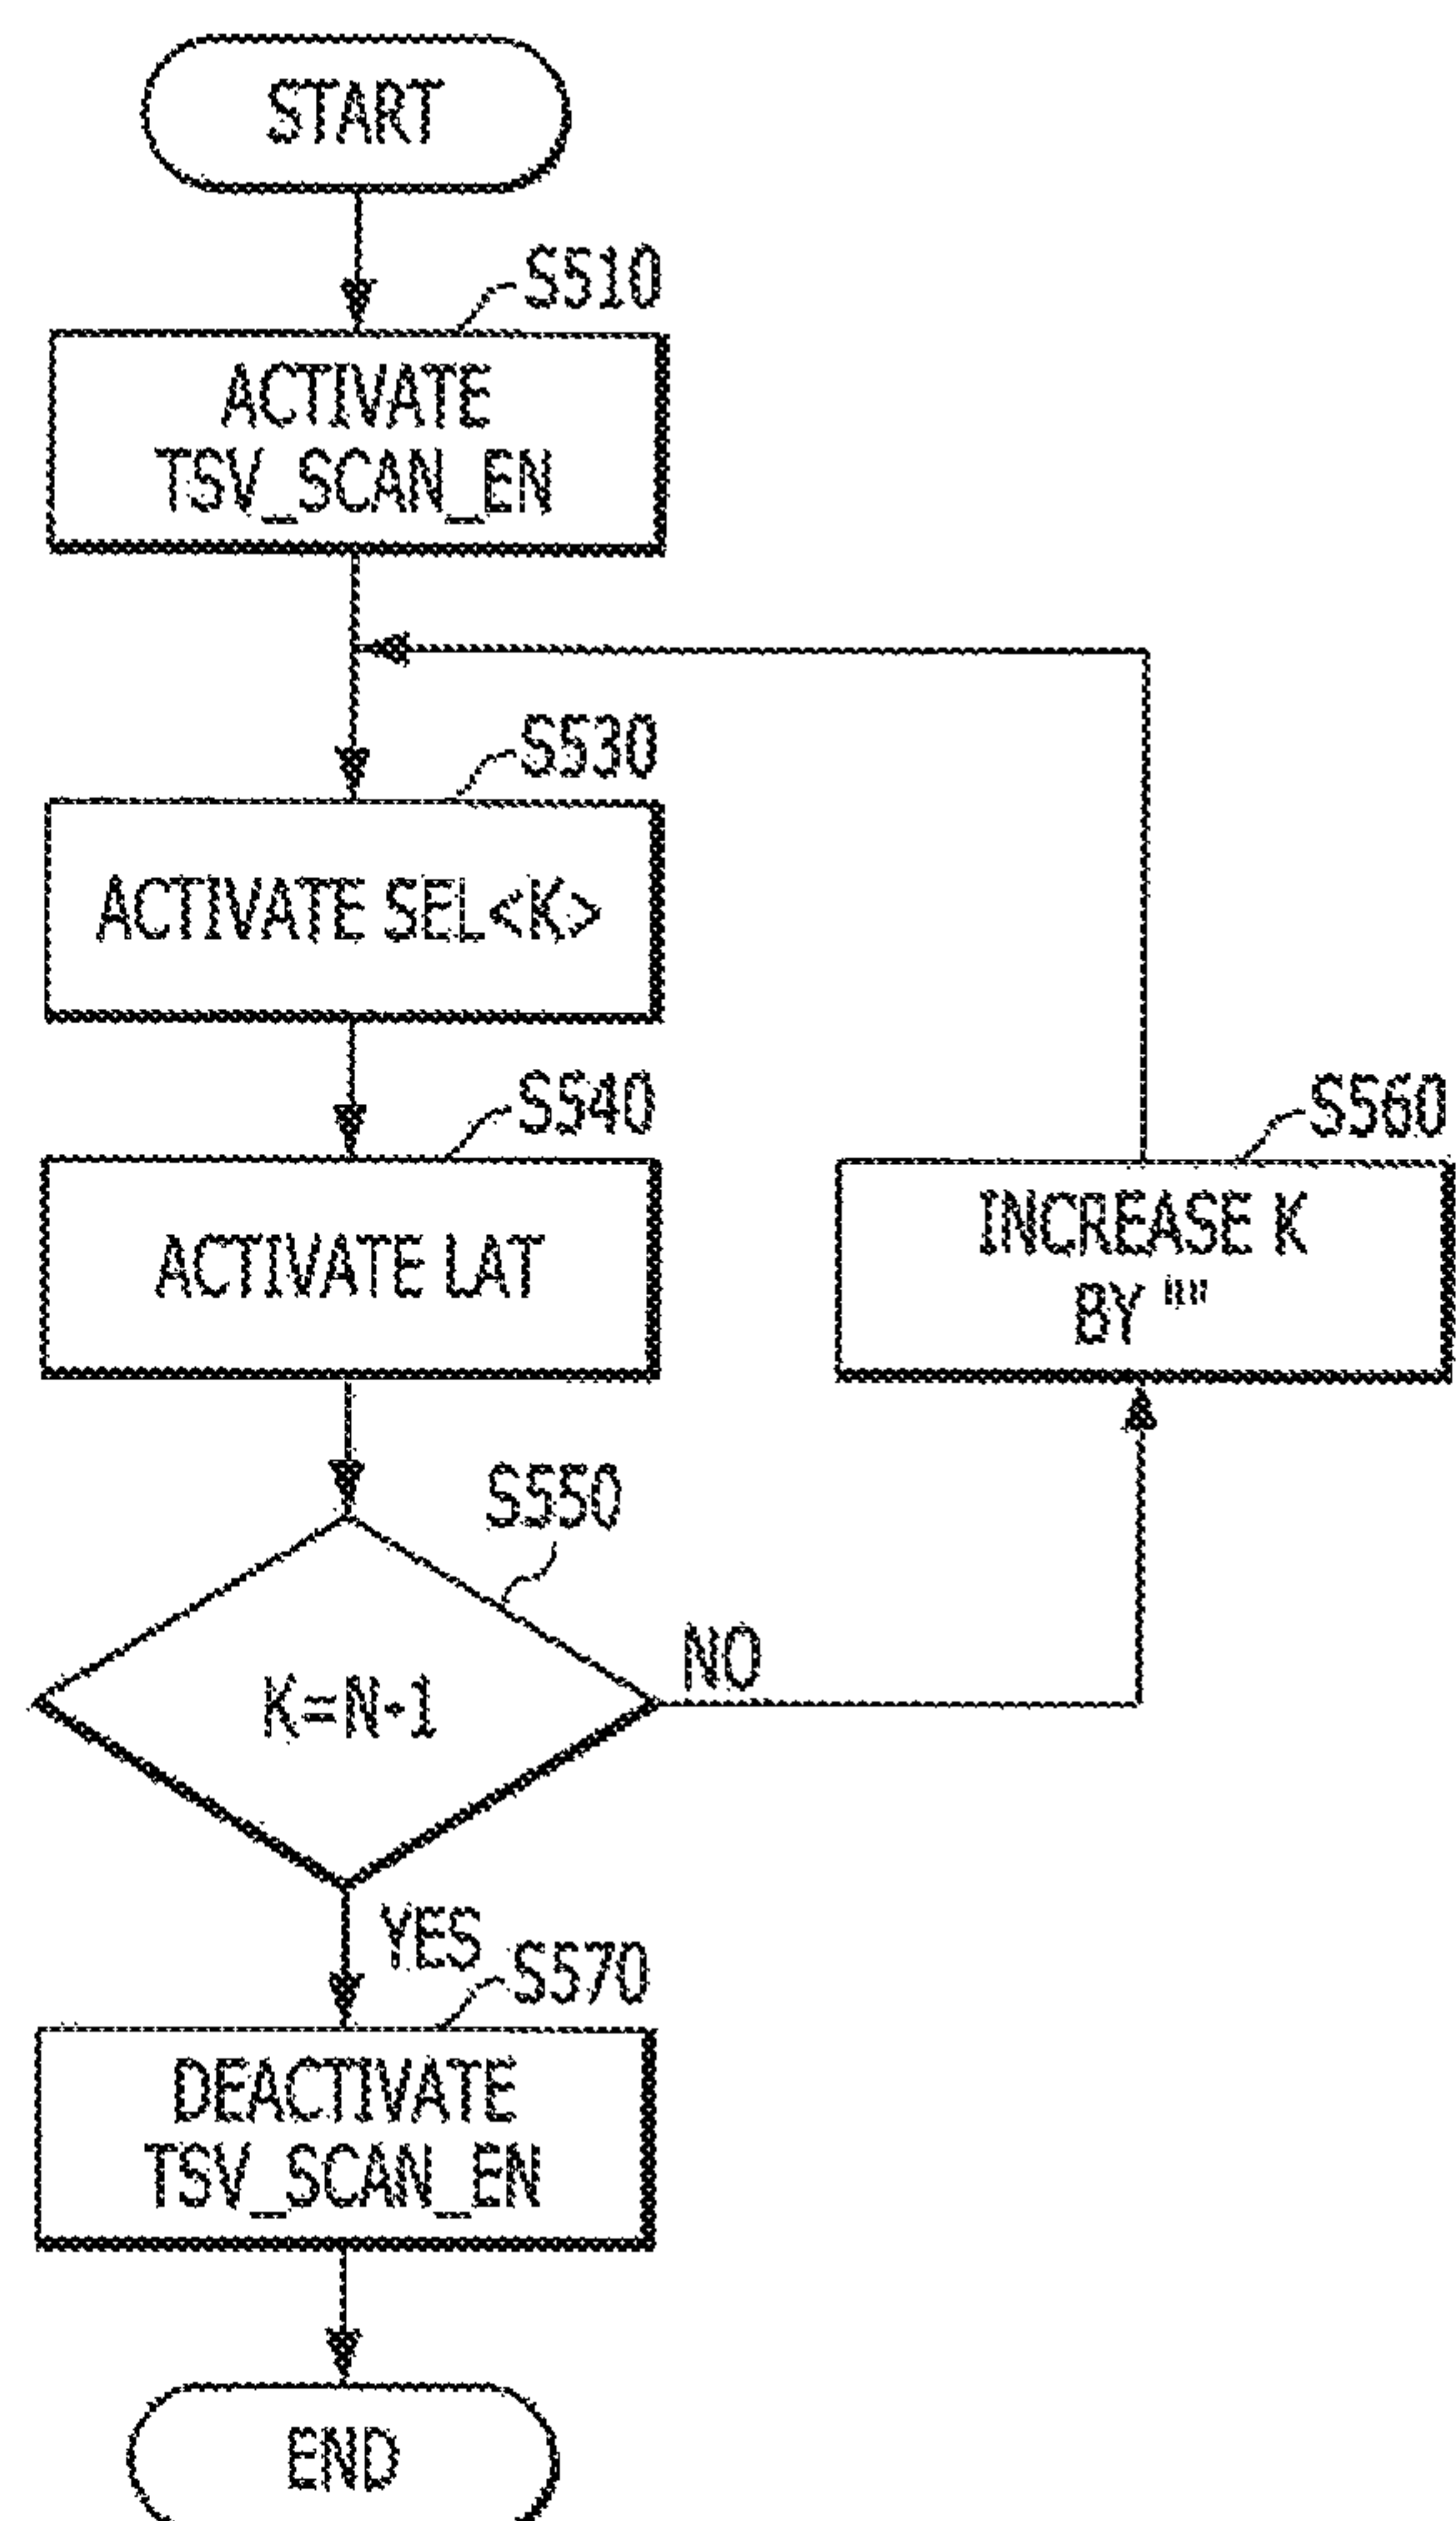 START
S510
ACTIVATE
TSV_SCAN_EN
S530
ACTIVATE SEL<K>
S540
ACTIVATE LAT
S560
INCREASE K
BY ""
S550
K=N-1
NO
YES
S570
DEACTIVATE
TSV_SCAN_EN
END